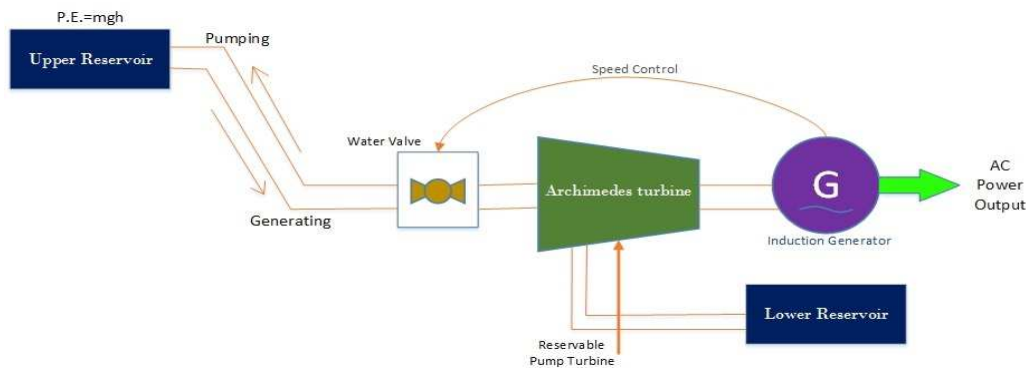 P.E.=mgh
Upper Reservoir
Pumping
Generating
Speed Control
Water Valve
Archimedes turbine
G
Induction Generator
AC
Power
Output
Lower Reservoir
Reservable
Pump Turbine